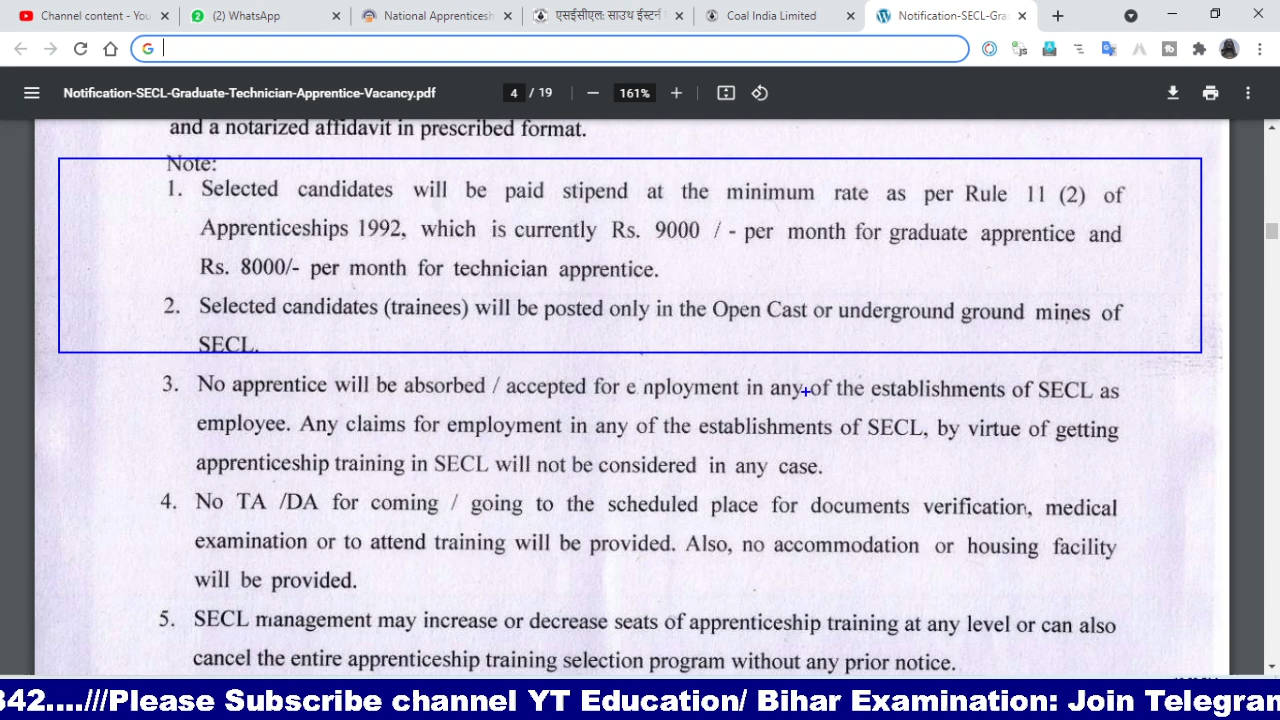 Channel content - You
(2) WhatsApp
National Apprenticesh
एसईसीएल: साउथ ईस्टर्न
Coal India Limited
Notification-SECL-Gra
Notification-SECL-Graduate-Technician-Apprentice-Vacancy.pdf
4 / 19
161%
and a notarized affidavit in prescribed format.
Note:
1. Selected candidates will be paid stipend at the minimum rate as per Rule 11 (2) of
Apprenticeships 1992, which is currently Rs. 9000 / - per month for graduate apprentice and
Rs. 8000/- per month for technician apprentice.
2. Selected candidates (trainees) will be posted only in the Open Cast or underground ground mines of
SECL.
3. No apprentice will be absorbed / accepted for e nployment in any of the establishments of SECL as
employee. Any claims for employment in any of the establishments of SECL, by virtue of getting
apprenticeship training in SECL will not be considered in any case.
4. No TA /DA for coming / going to the scheduled place for documents verification, medical
examination or to attend training will be provided. Also, no accommodation or housing facility
will be provided.
5. SECL management may increase or decrease seats of apprenticeship training at any level or can also
cancel the entire apprenticeship training selection program without any prior notice.
342....///Please Subscribe channel YT Education/ Bihar Examination: Join Telegran